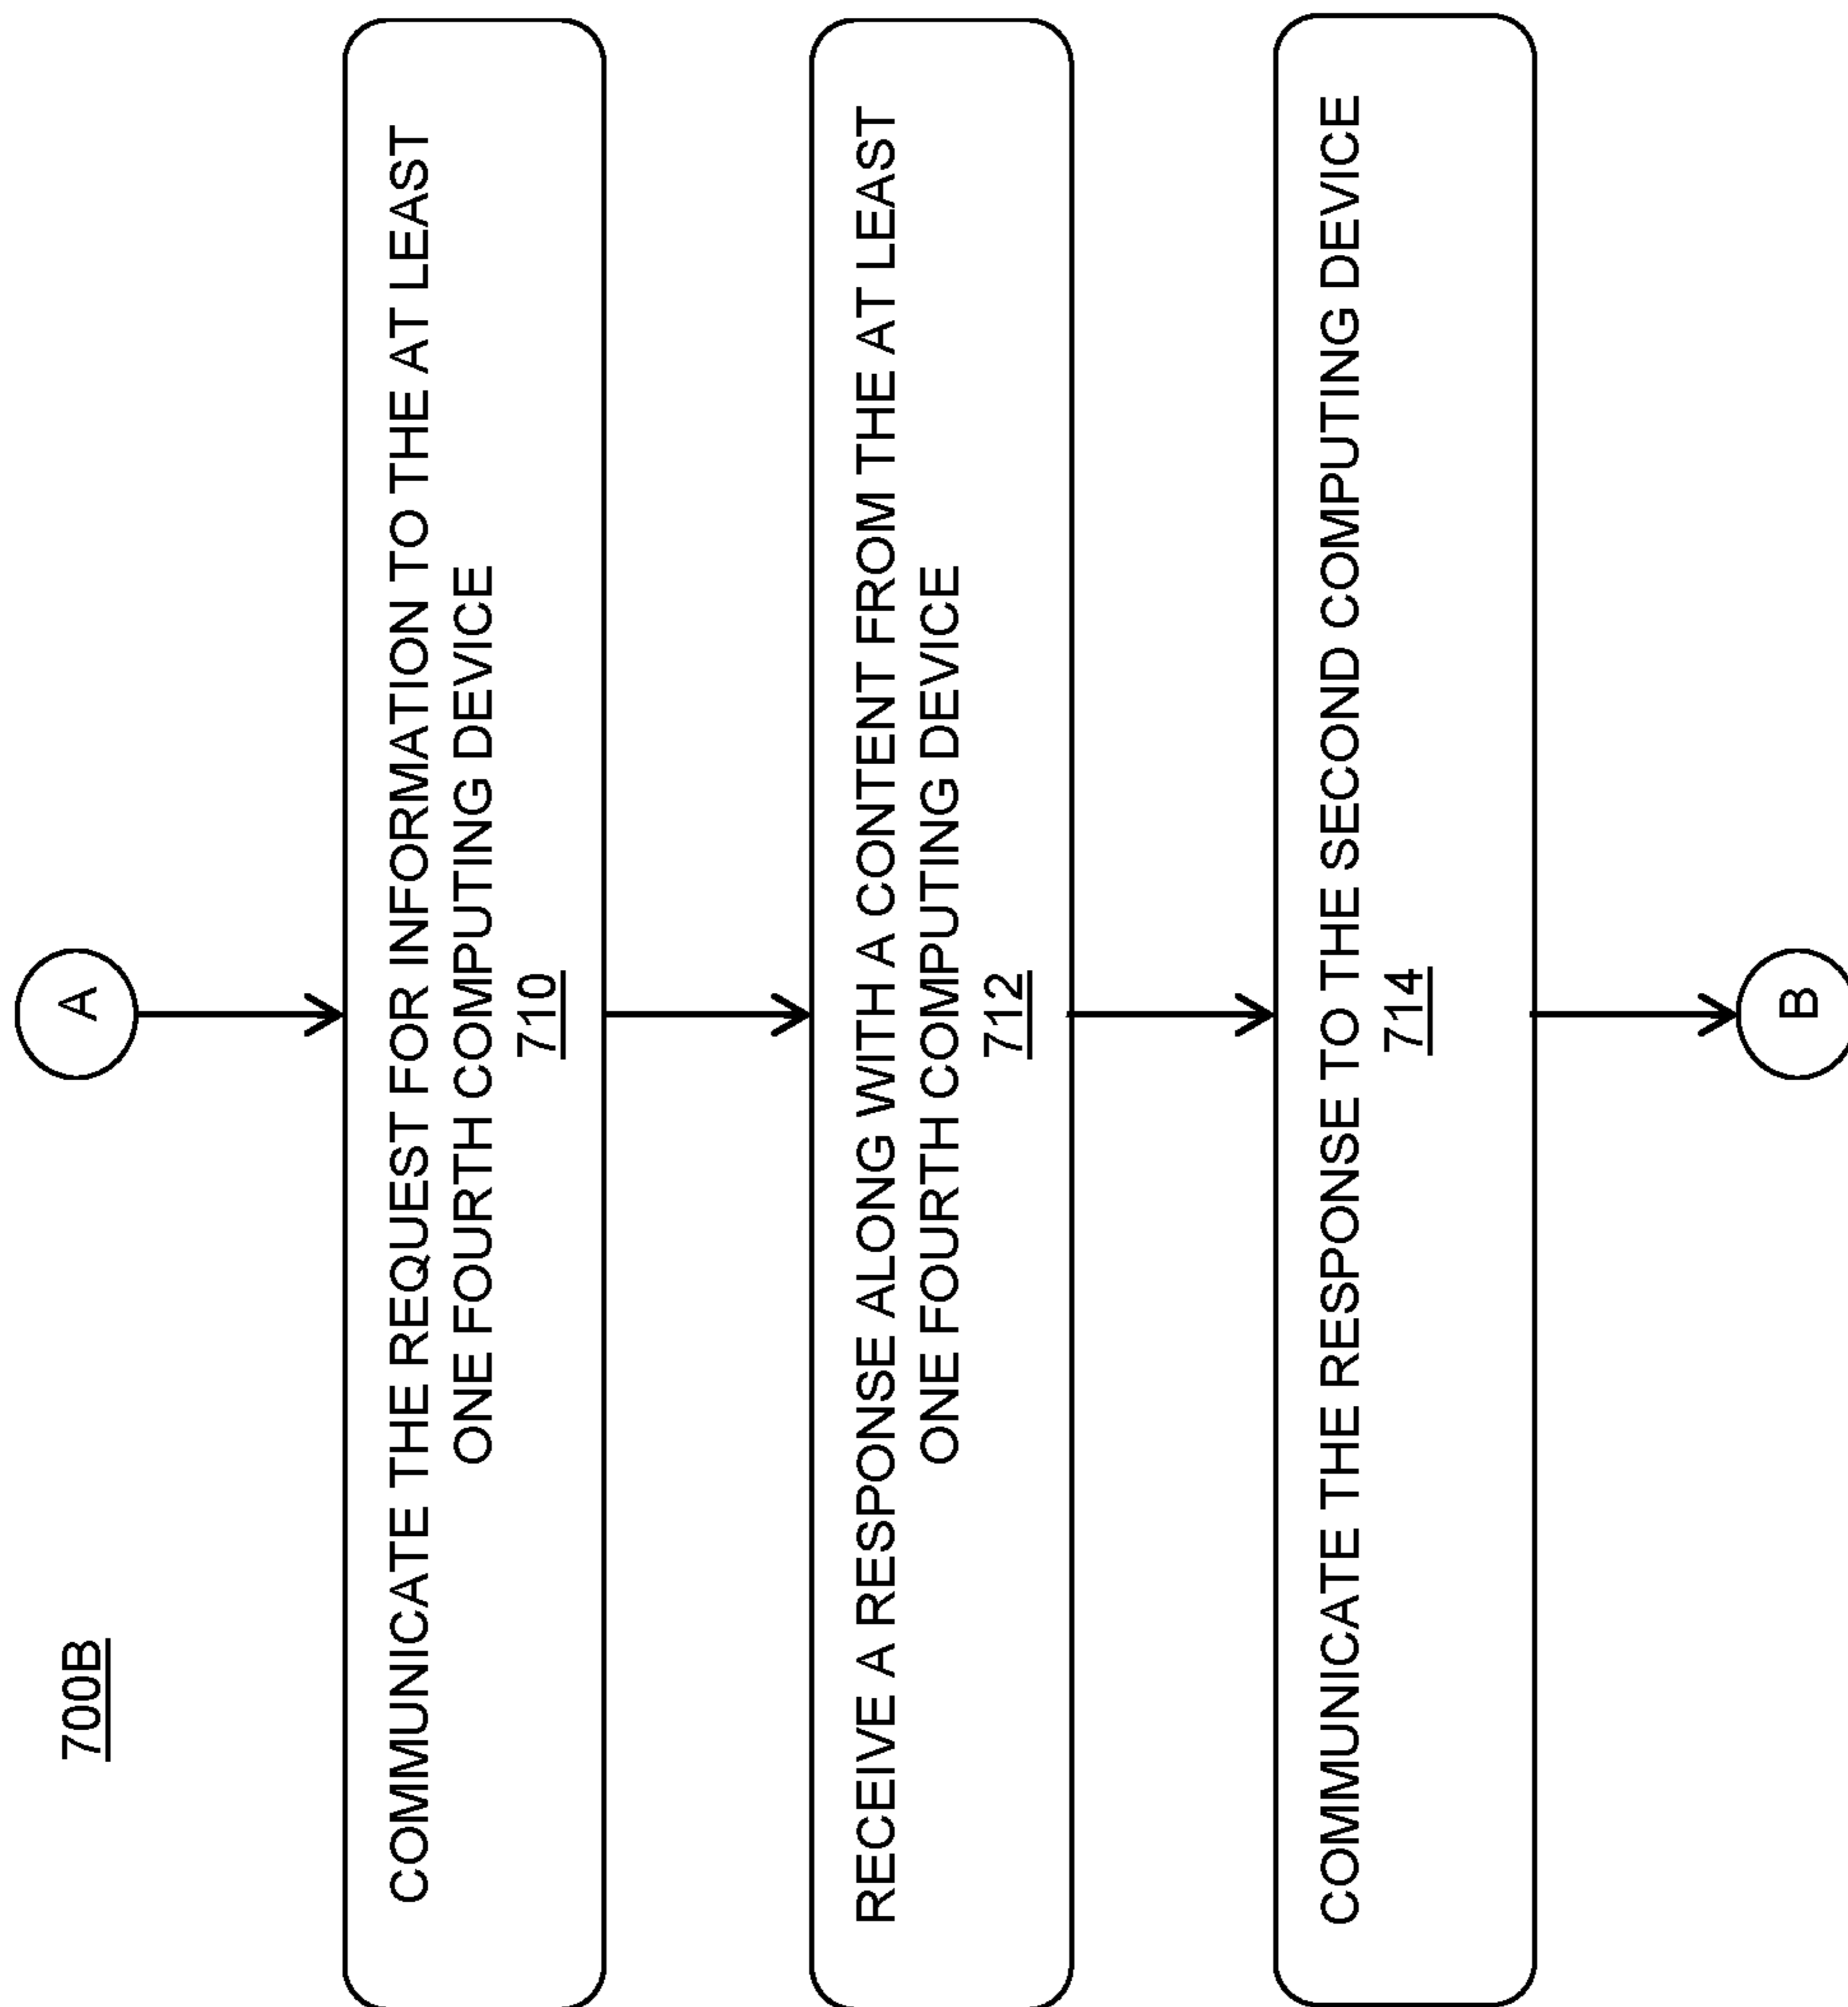 700B
A
COMMUNICATE THE REQUEST FOR INFORMATION TO THE AT LEAST
ONE FOURTH COMPUTING DEVICE
710
RECEIVE A RESPONSE ALONG WITH A CONTENT FROM THE AT LEAST
ONE FOURTH COMPUTING DEVICE
712
COMMUNICATE THE RESPONSE TO THE SECOND COMPUTING DEVICE
714
B